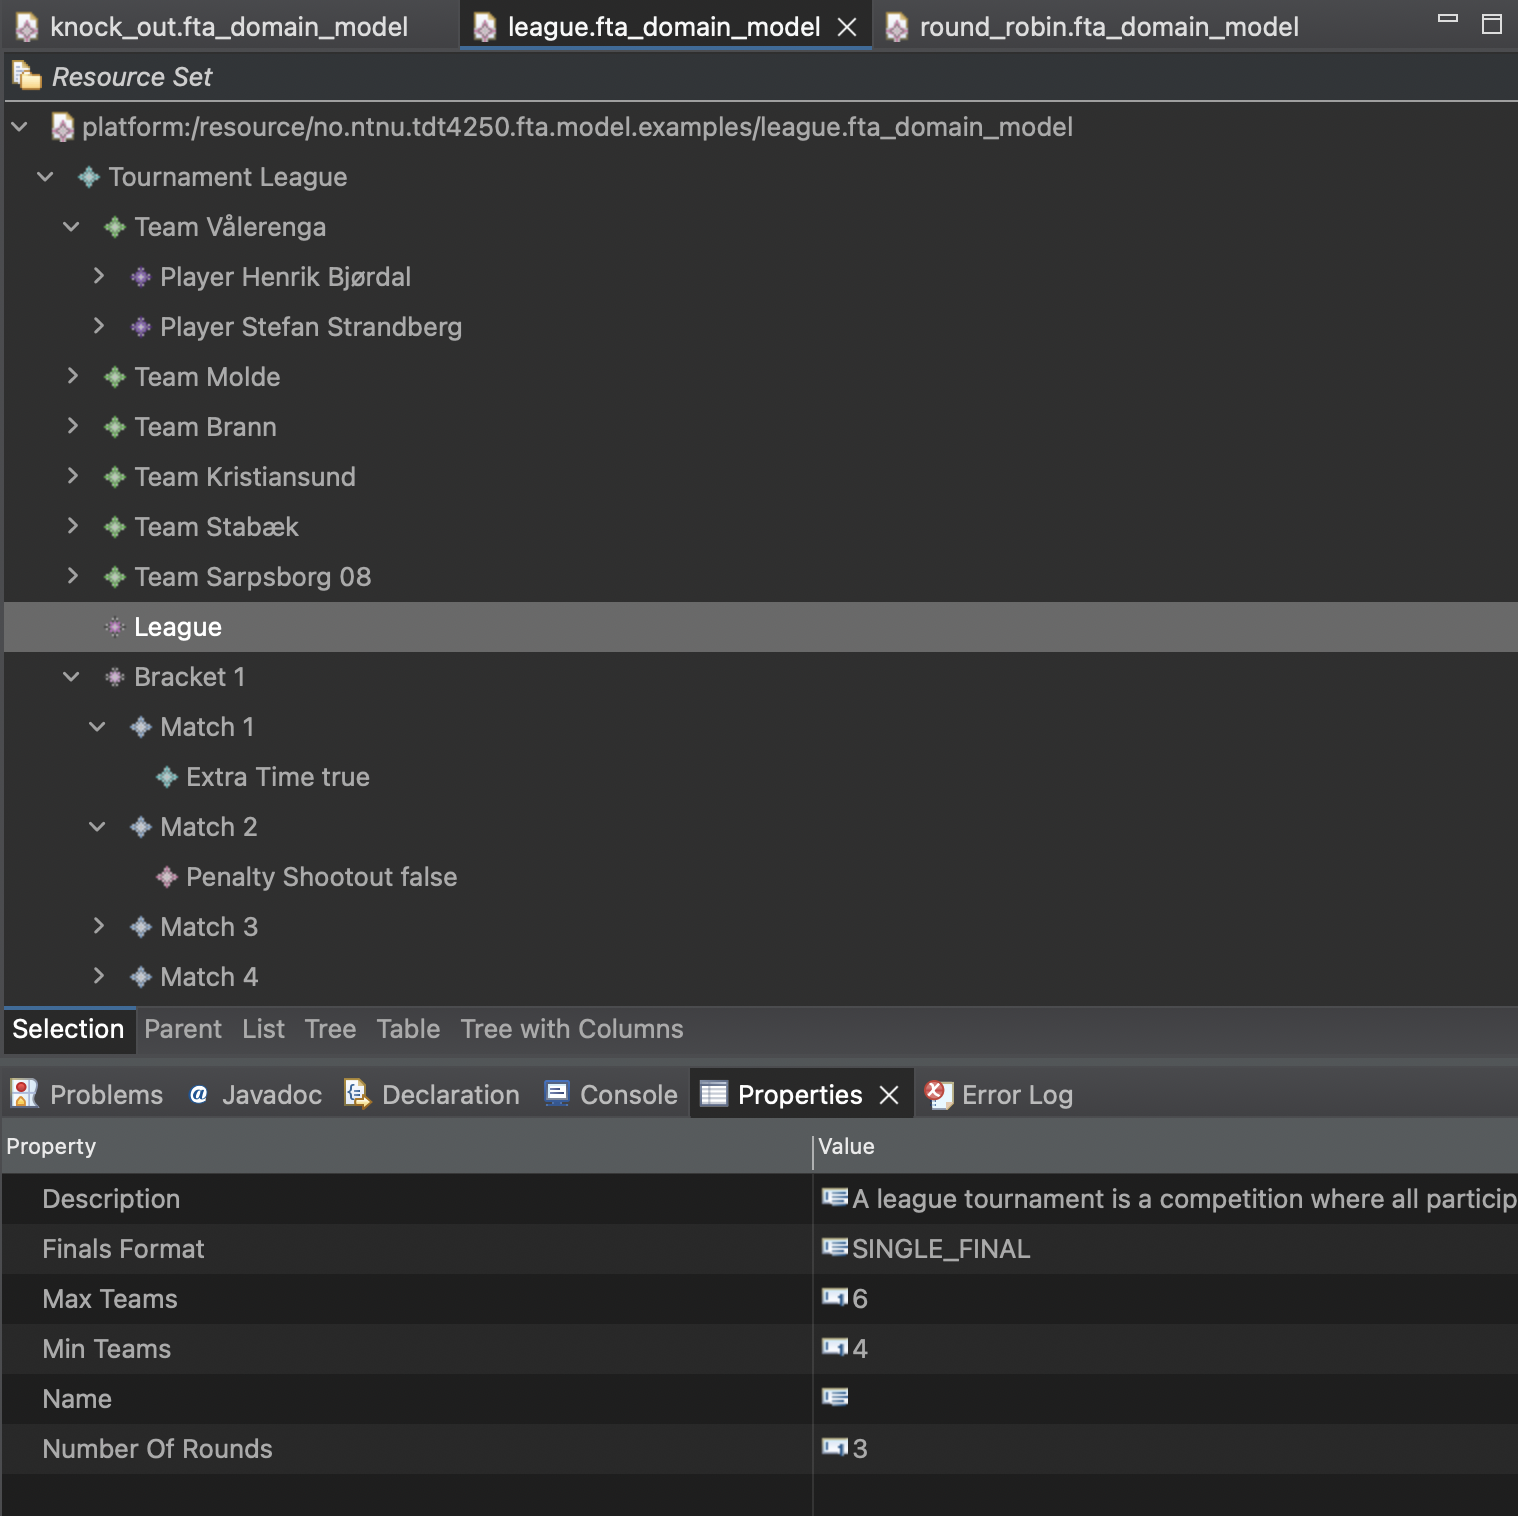 knock_out.fta_domain_model league.fta_domain_model round_robin.fta_domain_model
Resource Set
platform:/resource/no.ntnu.tdt4250.fta.model.examples/league.fta_domain_model
Tournament League
Team Vålerenga
Player Henrik Bjørdal
Player Stefan Strandberg
Team Molde
Team Brann
Team Kristiansund
Team Stabæk
Team Sarpsborg 08
League
Bracket 1
Match 1
Extra Time true
Match 2
Penalty Shootout false
Match 3
Match 4
Selection Parent List Tree Table Tree with Columns
Problems Javadoc Declaration Console Properties Error Log
Property Value
Description A league tournament is a competition where all particip
Finals Format SINGLE_FINAL
Max Teams 6
Min Teams 4
Name
Number Of Rounds 3